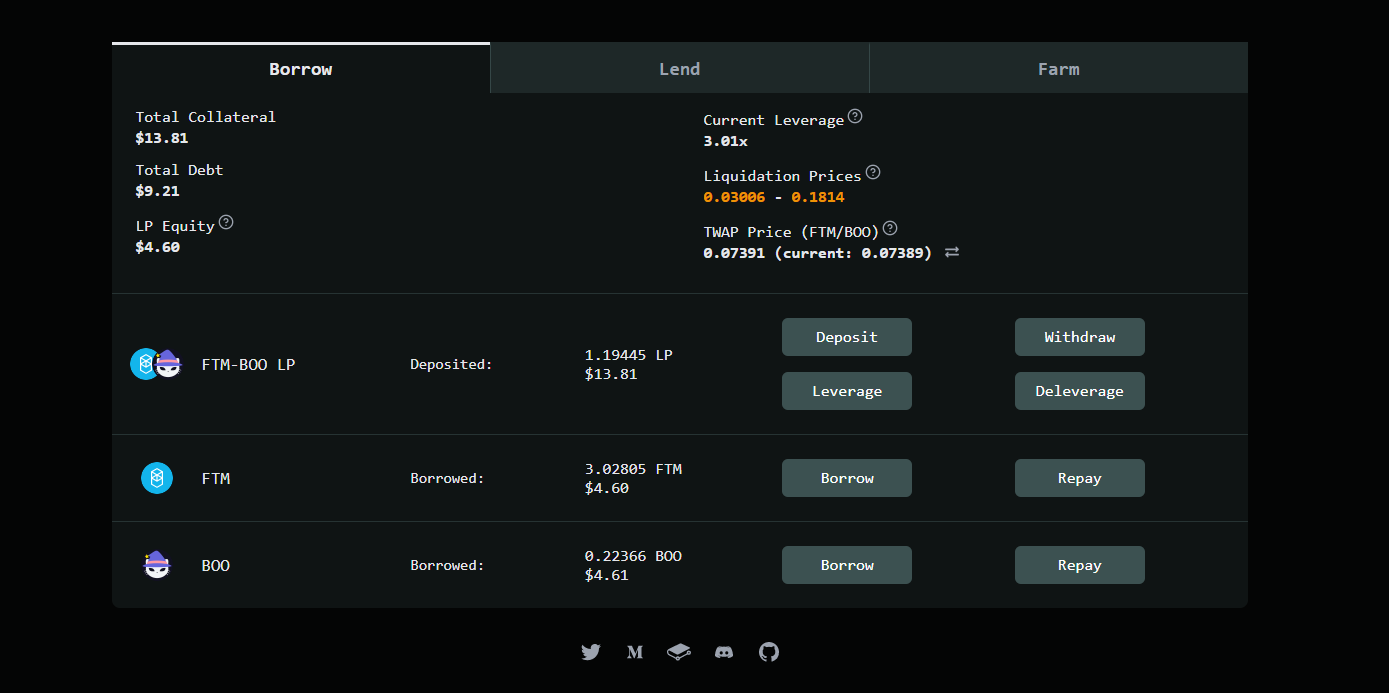 Borrow
Lend
Farm
Total Collateral
$13.81
Total Debt
$9.21
LP Equity
$4.60
Current Leverage
3.01x
Liquidation Prices
0.03006 - 0.1814
TWAP Price (FTM/BOO)
0.07391 (current: 0.07389)
FTM-BOO LP
Deposited:
1.19445 LP
$13.81
Deposit
Withdraw
Leverage
Deleverage
FTM
Borrowed:
3.02805 FTM
$4.60
Borrow
Repay
BOO
Borrowed:
0.22366 BOO
$4.61
Borrow
Repay